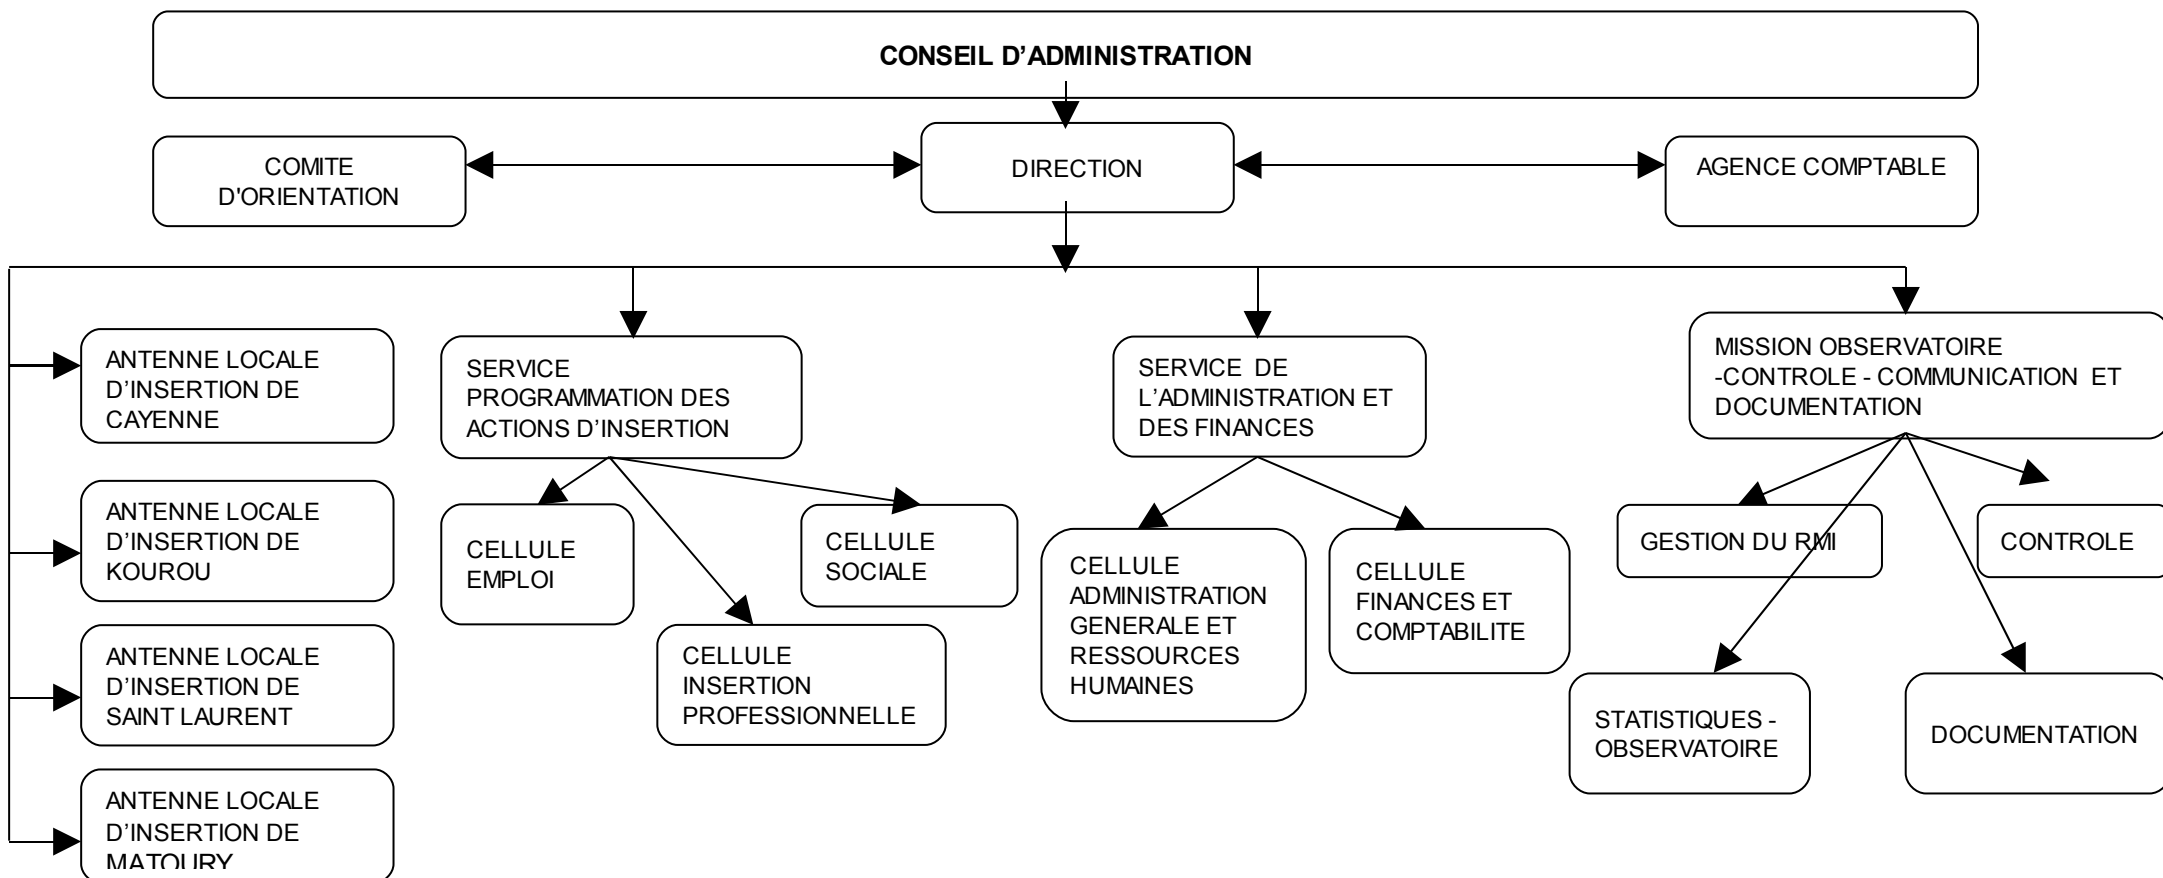 CONSEIL D’ADMINISTRATION
COMITE
D'ORIENTATION
DIRECTION
AGENCE COMPTABLE
ANTENNE LOCALE
D’INSERTION DE
CAYENNE
SERVICE
PROGRAMMATION DES
ACTIONS D’INSERTION
SERVICE DE
L’ADMINISTRATION ET
DES FINANCES
MISSION OBSERVATOIRE
-CONTROLE - COMMUNICATION ET
DOCUMENTATION
ANTENNE LOCALE
D’INSERTION DE
KOUROU
CELLULE
EMPLOI
CELLULE
SOCIALE
CELLULE
ADMINISTRATION
GENERALE ET
RESSOURCES
HUMAINES
CELLULE
FINANCES ET
COMPTABILITE
GESTION DU RMI
CONTROLE
ANTENNE LOCALE
D’INSERTION DE
SAINT LAURENT
CELLULE
INSERTION
PROFESSIONNELLE
STATISTIQUES -
OBSERVATOIRE
DOCUMENTATION
ANTENNE LOCALE
D’INSERTION DE
MATOURY